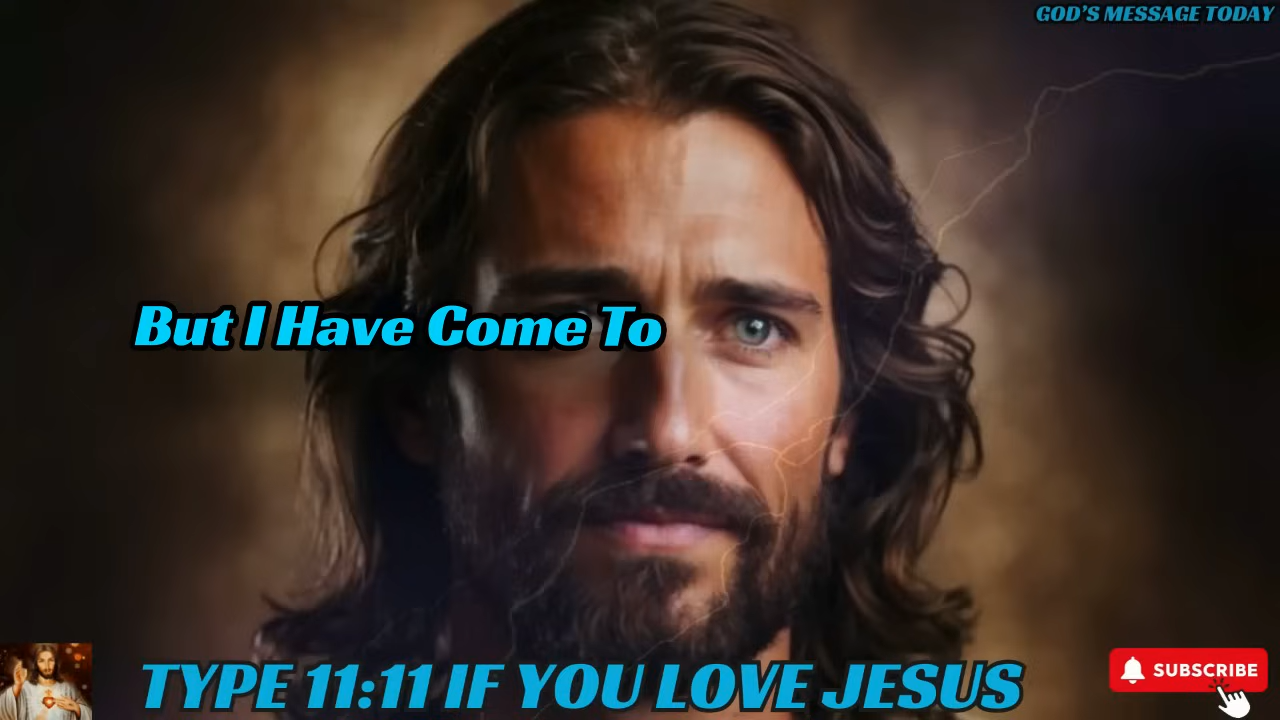 GOD'S MESSAGE TODAY
But I Have Come To
TYPE 11:11 IF YOU LOVE JESUS
SUBSCRIBE